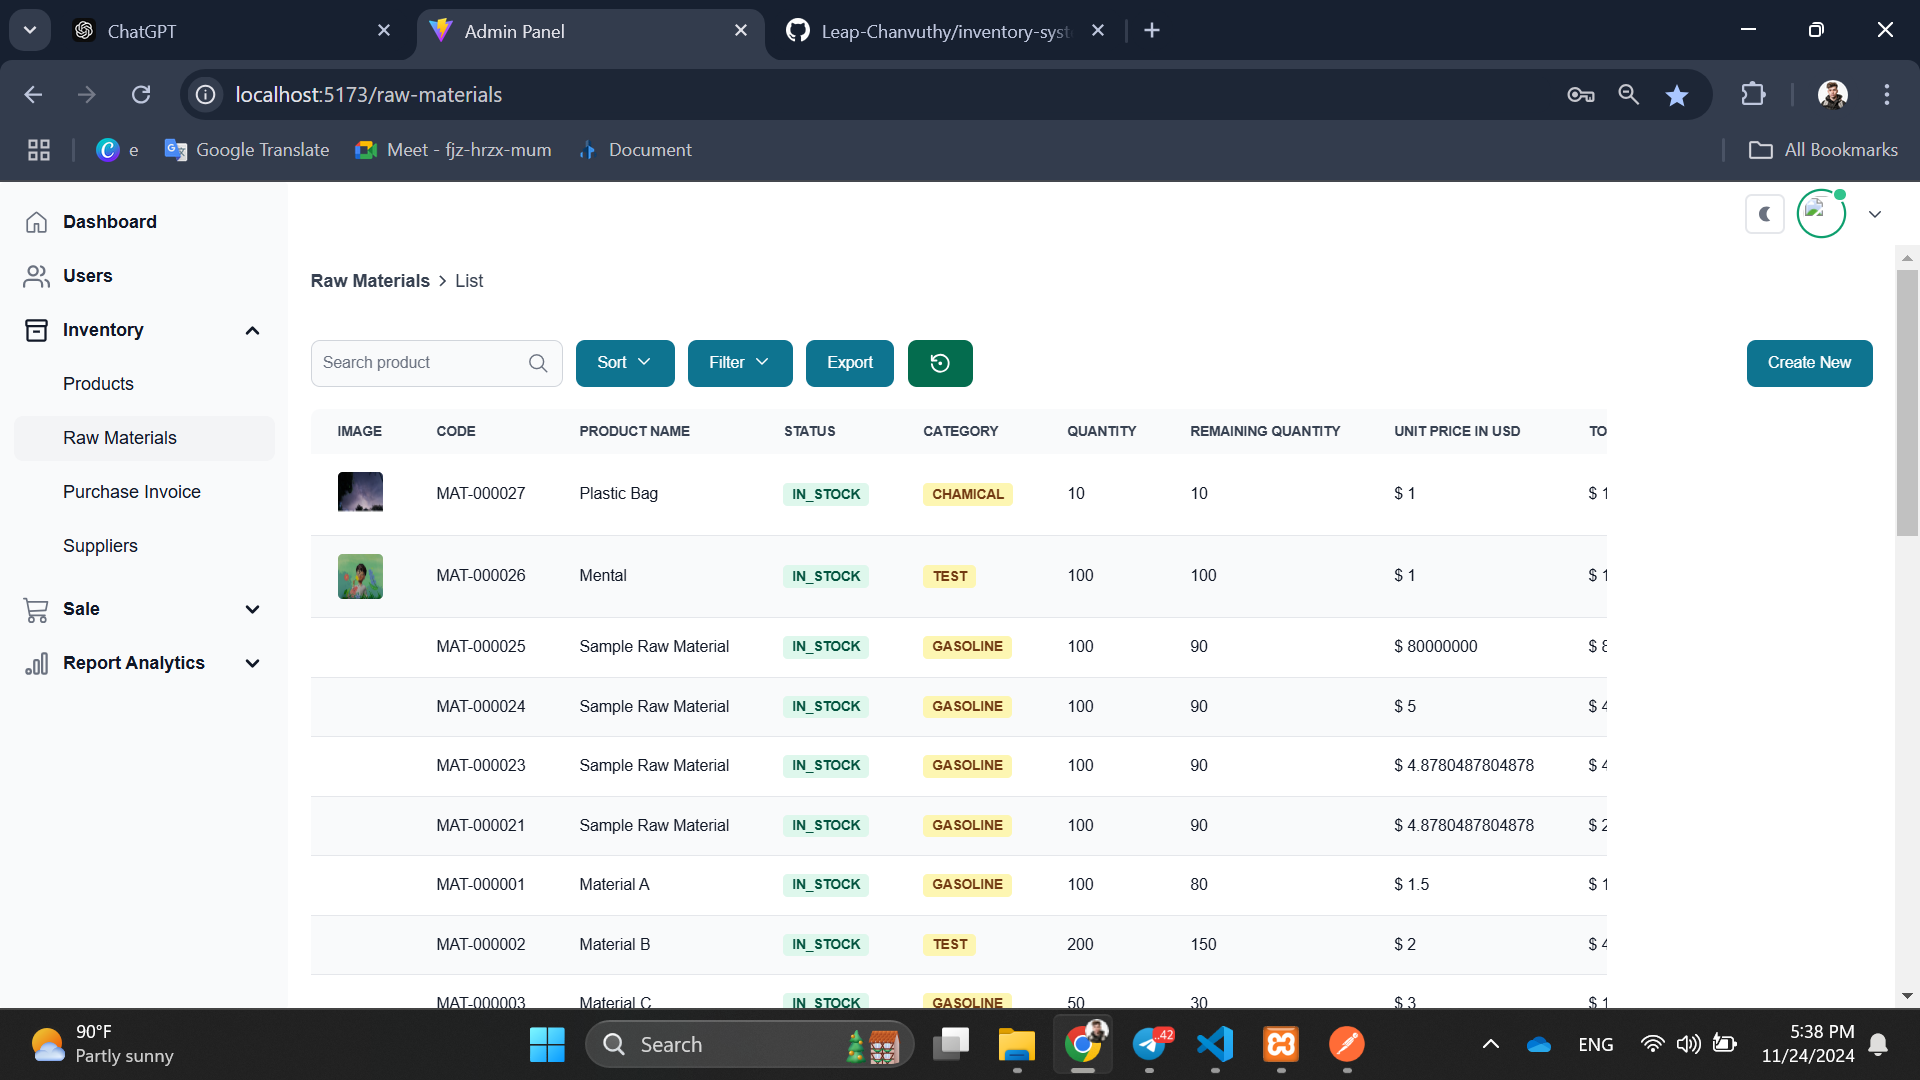 ChatGPT
Admin Panel
Leap-Chanvuthy/inventory-syst
localhost:5173/raw-materials
e
Google Translate
Meet - fjz-hrzx-mum
Document
All Bookmarks
Dashboard
Users
Inventory
Products
Raw Materials
Purchase Invoice
Suppliers
Sale
Report Analytics
Raw Materials > List
Search product
Sort
Filter
Export
Create New
IMAGE CODE PRODUCT NAME STATUS CATEGORY QUANTITY REMAINING QUANTITY UNIT PRICE IN USD TO
MAT-000027 Plastic Bag IN_STOCK CHAMICAL 10 10 $ 1 $ 1
MAT-000026 Mental IN_STOCK TEST 100 100 $ 1 $ 1
MAT-000025 Sample Raw Material IN_STOCK GASOLINE 100 90 $ 80000000 $ 8
MAT-000024 Sample Raw Material IN_STOCK GASOLINE 100 90 $ 5 $ 4
MAT-000023 Sample Raw Material IN_STOCK GASOLINE 100 90 $ 4.8780487804878 $ 4
MAT-000021 Sample Raw Material IN_STOCK GASOLINE 100 90 $ 4.8780487804878 $ 2
MAT-000001 Material A IN_STOCK GASOLINE 100 80 $ 1.5 $ 1
MAT-000002 Material B IN_STOCK TEST 200 150 $ 2 $ 4
MAT-000003 Material C IN_STOCK GASOLINE 50 30 $ 3 $ 1
90°F
Partly sunny
Search
..42
ENG
5:38 PM
11/24/2024